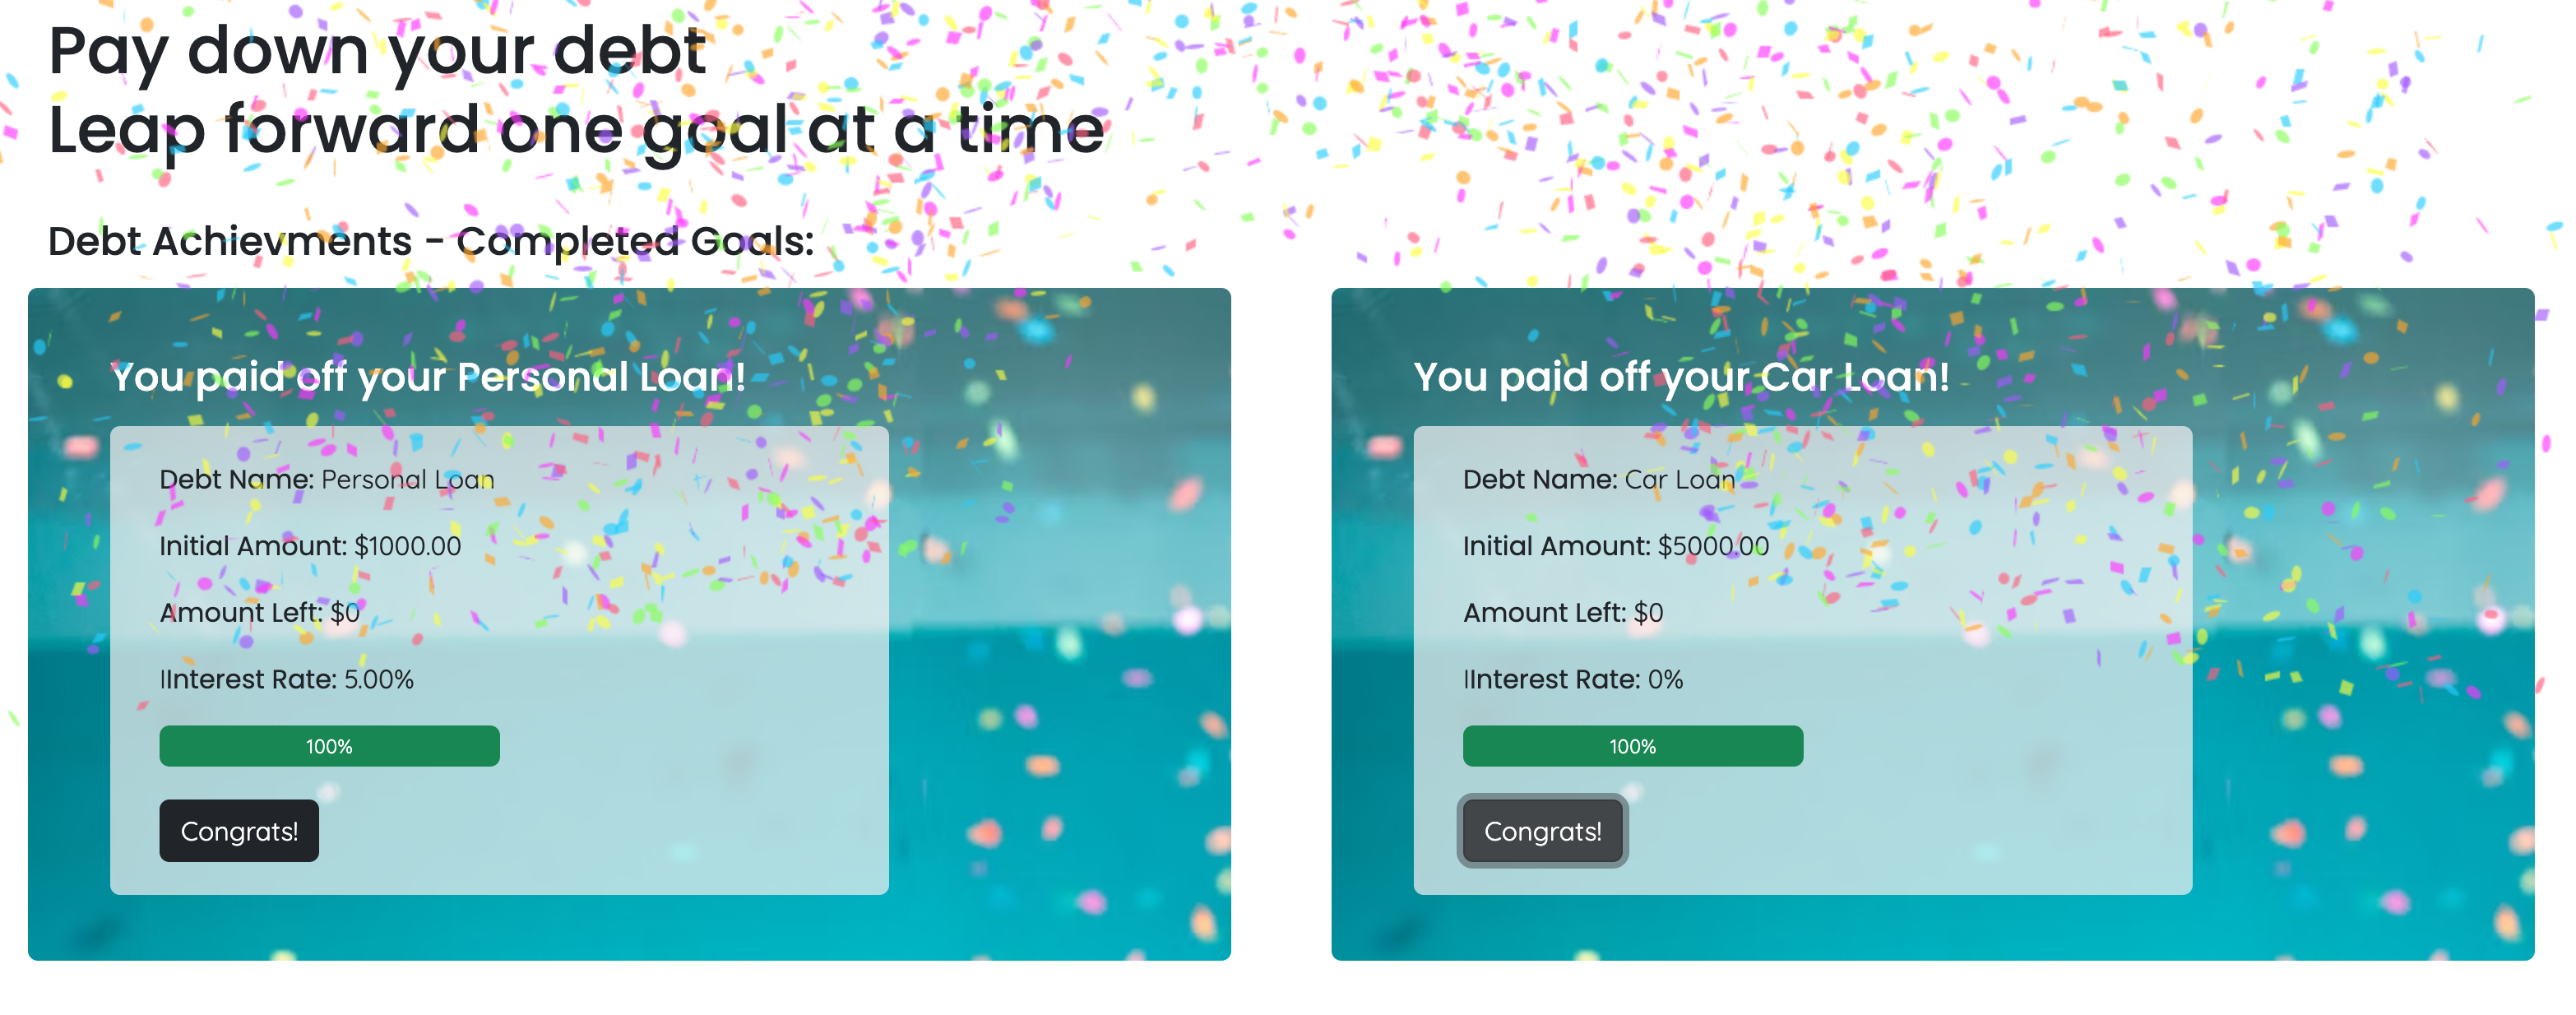 Pay down your debt
Leap forward one goal at a time
Debt Achievments - Completed Goals:
You paid off your Personal Loan!
Debt Name: Personal Loan
Initial Amount: $1000.00
Amount Left: $0
IInterest Rate: 5.00%
100%
Congrats!
You paid off your Car Loan!
Debt Name: Car Loan
Initial Amount: $5000.00
Amount Left: $0
IInterest Rate: 0%
100%
Congrats!